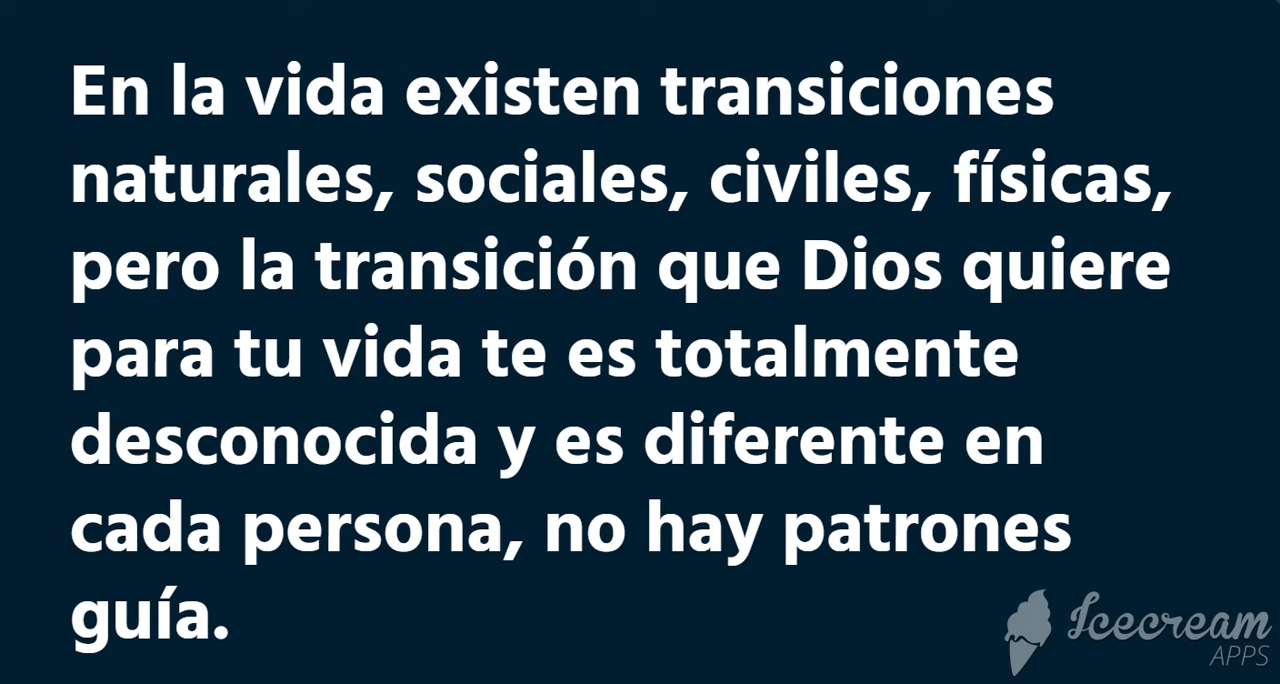 En la vida existen transiciones
naturales, sociales, civiles, físicas,
pero la transición que Dios quiere
para tu vida te es totalmente
desconocida y es diferente en
cada persona, no hay patrones
guía.
Icecream
APPS